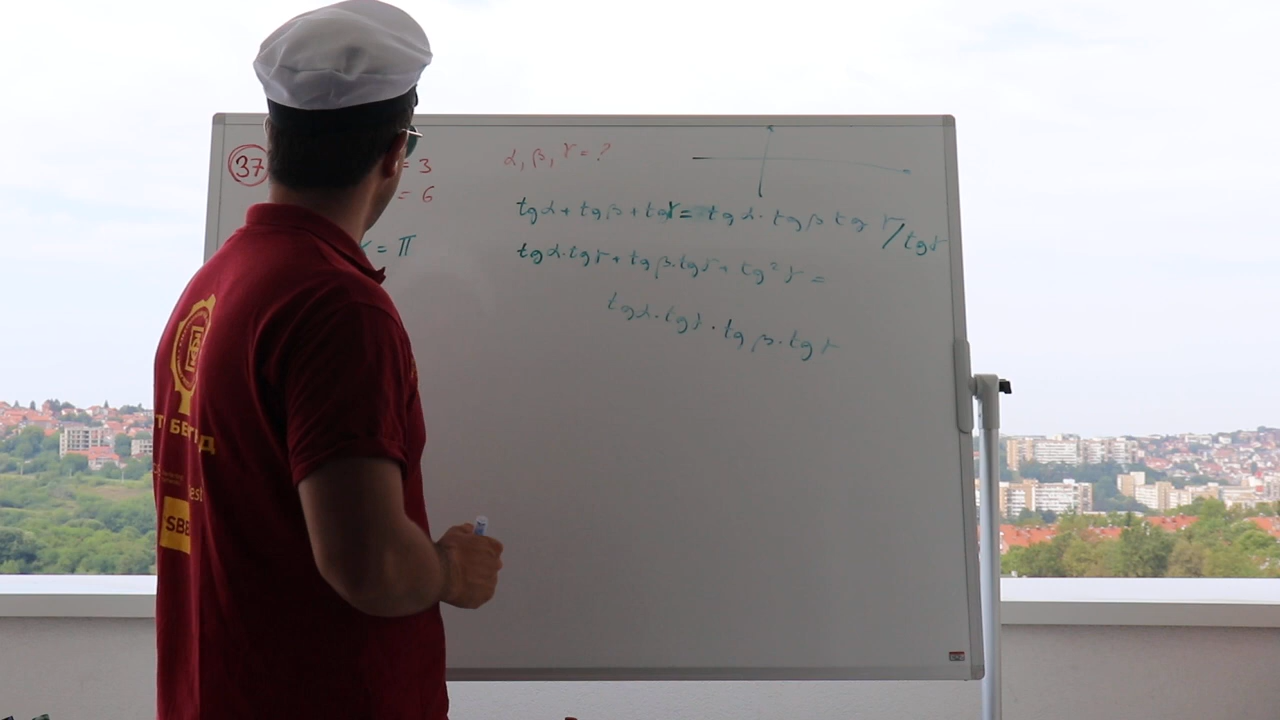 37
= 3
α, β, γ = ?
= 6
tgα + tgβ + tgγ = tgα · tgβ tgγ / tgγ
= π
tgα·tgγ + tgβ·tgγ + tg²γ =
tgα·tgγ · tgβ·tgγ